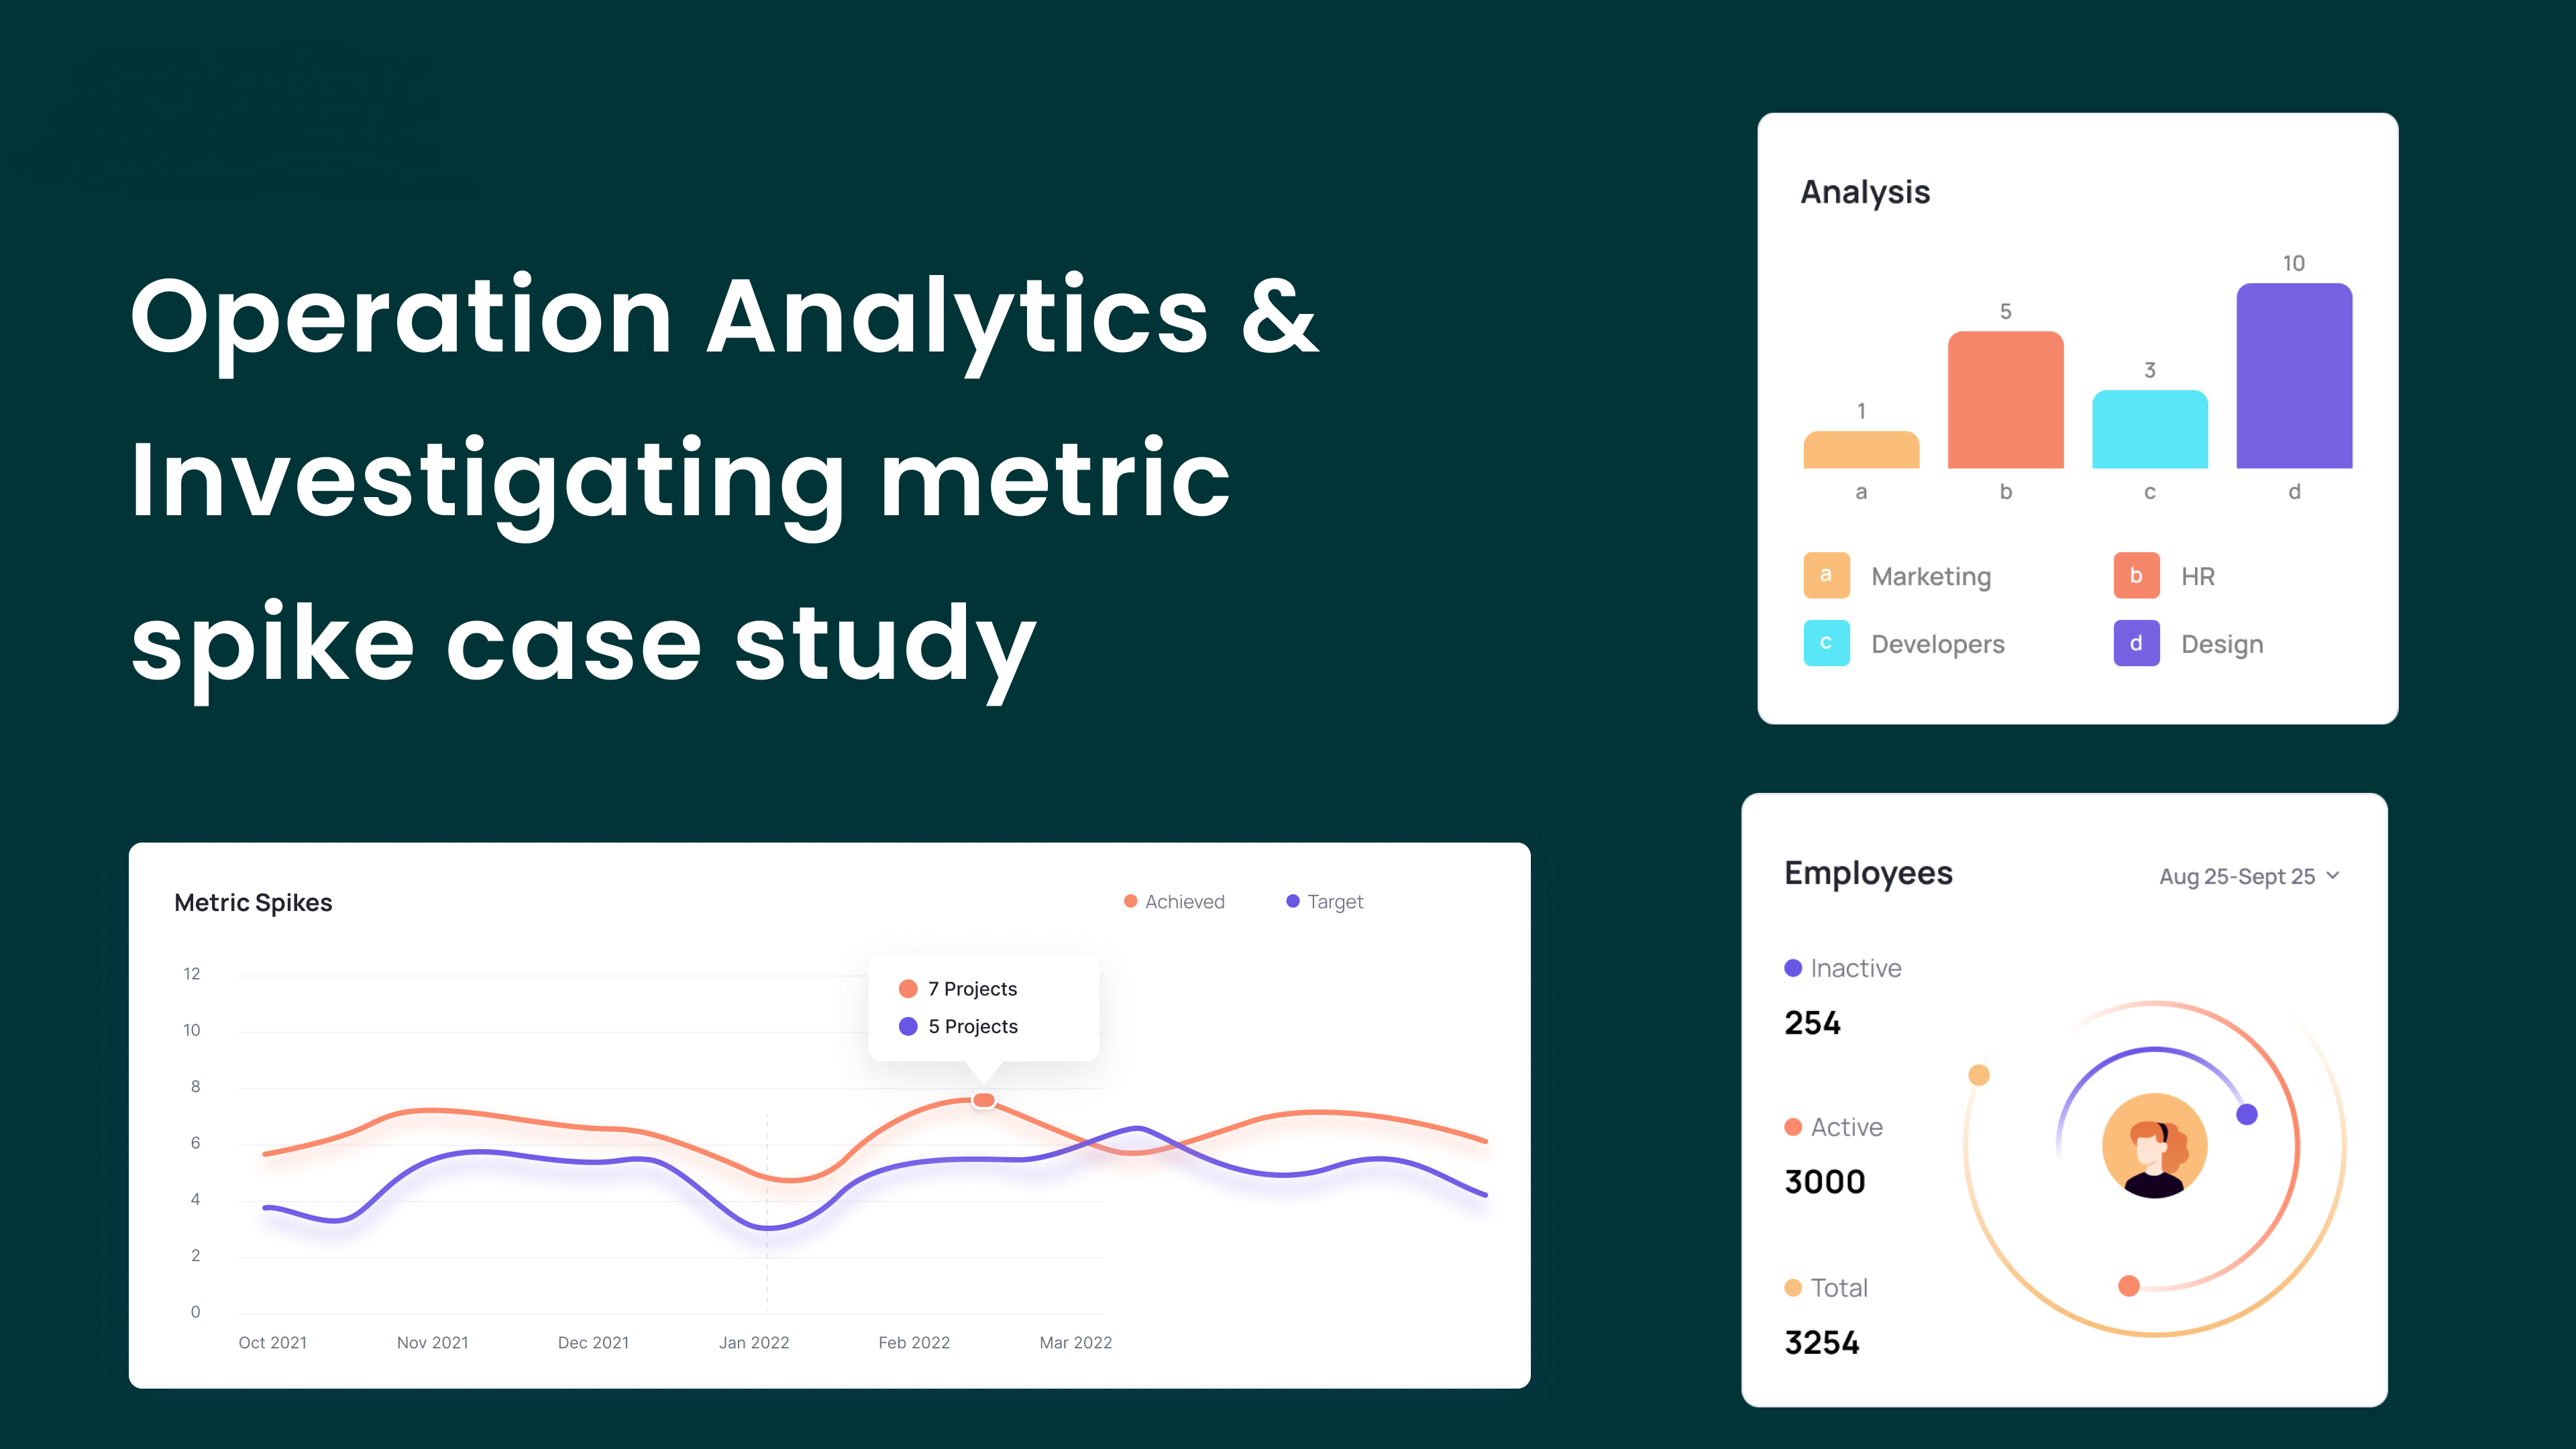 Operation Analytics &
Investigating metric
spike case study
Analysis
10
5
3
1
a b c d
a Marketing b HR
c Developers d Design
Metric Spikes Achieved Target
12
10
8
6
4
2
0
7 Projects
5 Projects
Oct 2021 Nov 2021 Dec 2021 Jan 2022 Feb 2022 Mar 2022
Employees Aug 25-Sept 25
Inactive
254
Active
3000
Total
3254